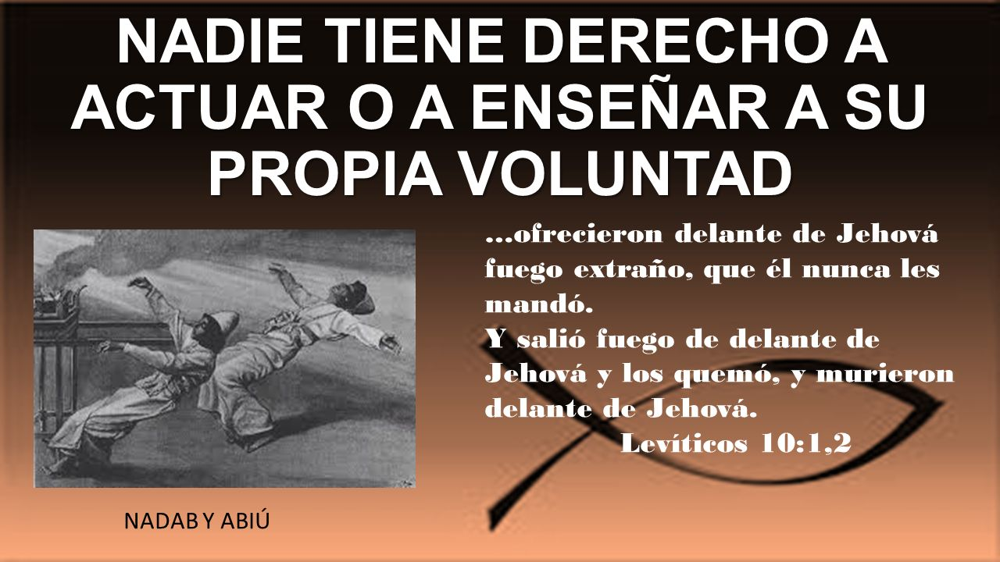 NADIE TIENE DERECHO A
ACTUAR O A ENSEÑAR A SU
PROPIA VOLUNTAD
...ofrecieron delante de Jehová
fuego extraño, que él nunca les
mandó.
Y salió fuego de delante de
Jehová y los quemó, y murieron
delante de Jehová.
Levíticos 10:1,2
NADAB Y ABIÚ